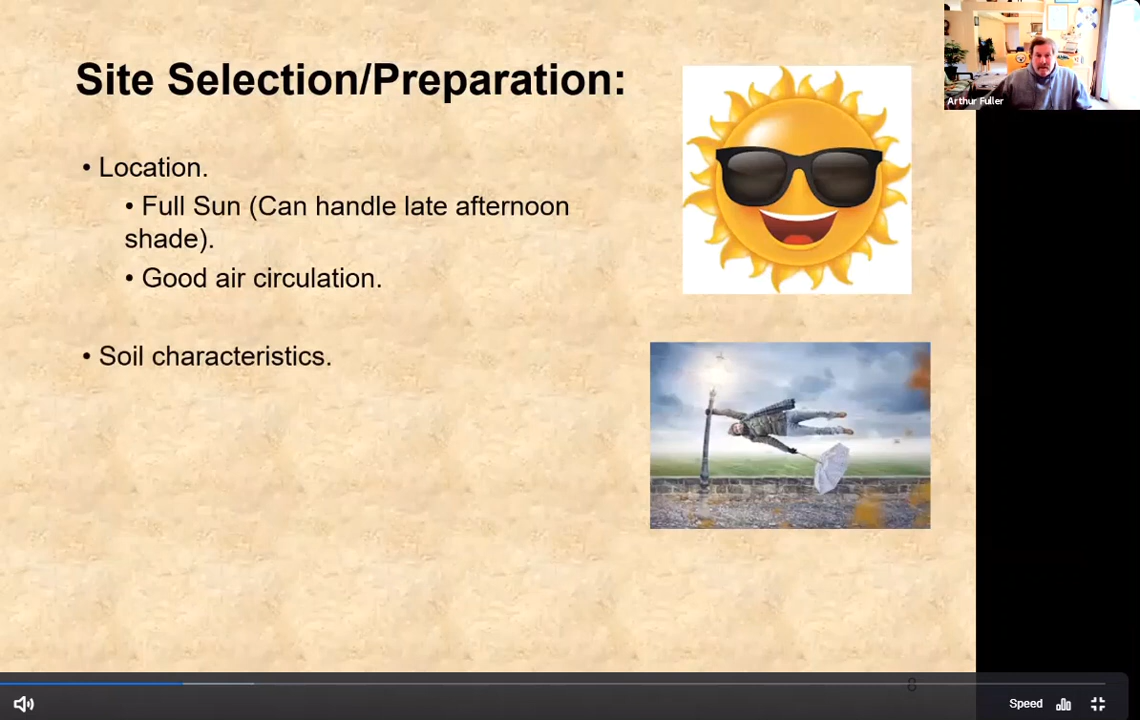 Site Selection/Preparation:
• Location.
• Full Sun (Can handle late afternoon
shade).
• Good air circulation.
• Soil characteristics.
Arthur Fuller
8
Speed